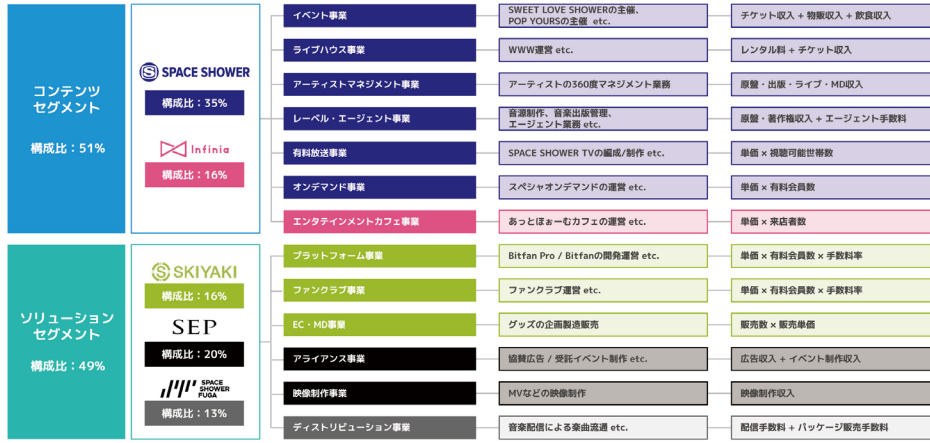 コンテンツ
セグメント
構成比：51%
SPACE SHOWER
構成比：35%
Infinia
構成比：16%
イベント事業
SWEET LOVE SHOWERの主催、
POP YOURSの主催 etc.
チケット収入 + 物販収入 + 飲食収入
ライブハウス事業
WWW運営 etc.
レンタル料 + チケット収入
アーティストマネジメント事業
アーティストの360度マネジメント業務
原盤・出版・ライブ・MD収入
レーベル・エージェント事業
音源制作、音楽出版管理、
エージェント業務 etc.
原盤・著作権収入 + エージェント手数料
有料放送事業
SPACE SHOWER TVの編成/制作 etc.
単価 × 視聴可能世帯数
オンデマンド事業
スペシャオンデマンドの運営 etc.
単価 × 有料会員数
エンタテインメントカフェ事業
あっとほぉーむカフェの運営 etc.
単価 × 来店者数
ソリューション
セグメント
構成比：49%
SKIYAKI
構成比：16%
SEP
構成比：20%
SPACE
SHOWER
FUGA
構成比：13%
プラットフォーム事業
Bitfan Pro / Bitfanの開発運営 etc.
単価 × 有料会員数 × 手数料率
ファンクラブ事業
ファンクラブ運営 etc.
単価 × 有料会員数 × 手数料率
EC・MD事業
グッズの企画製造販売
販売数 × 販売単価
アライアンス事業
協賛広告 / 受託イベント制作 etc.
広告収入 + イベント制作収入
映像制作事業
MVなどの映像制作
映像制作収入
ディストリビューション事業
音楽配信による楽曲流通 etc.
配信手数料 + パッケージ販売手数料